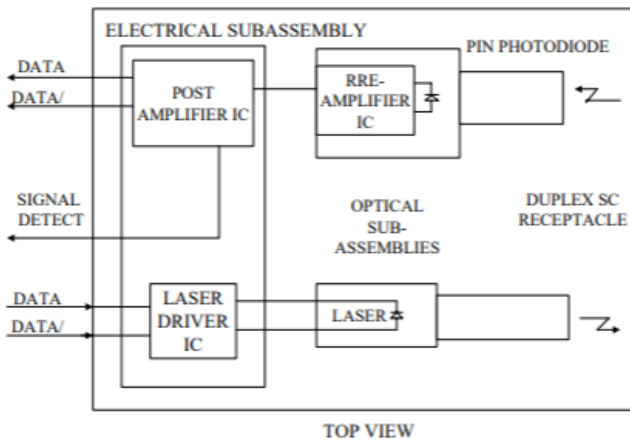 ELECTRICAL SUBASSEMBLY
PIN PHOTODIODE
DATA
DATA/
POST
AMPLIFIER IC
RRE-
AMPLIFIER
IC
SIGNAL
DETECT
OPTICAL
SUB-
ASSEMBLIES
DUPLEX SC
RECEPTACLE
DATA
DATA/
LASER
DRIVER
IC
LASER
TOP VIEW